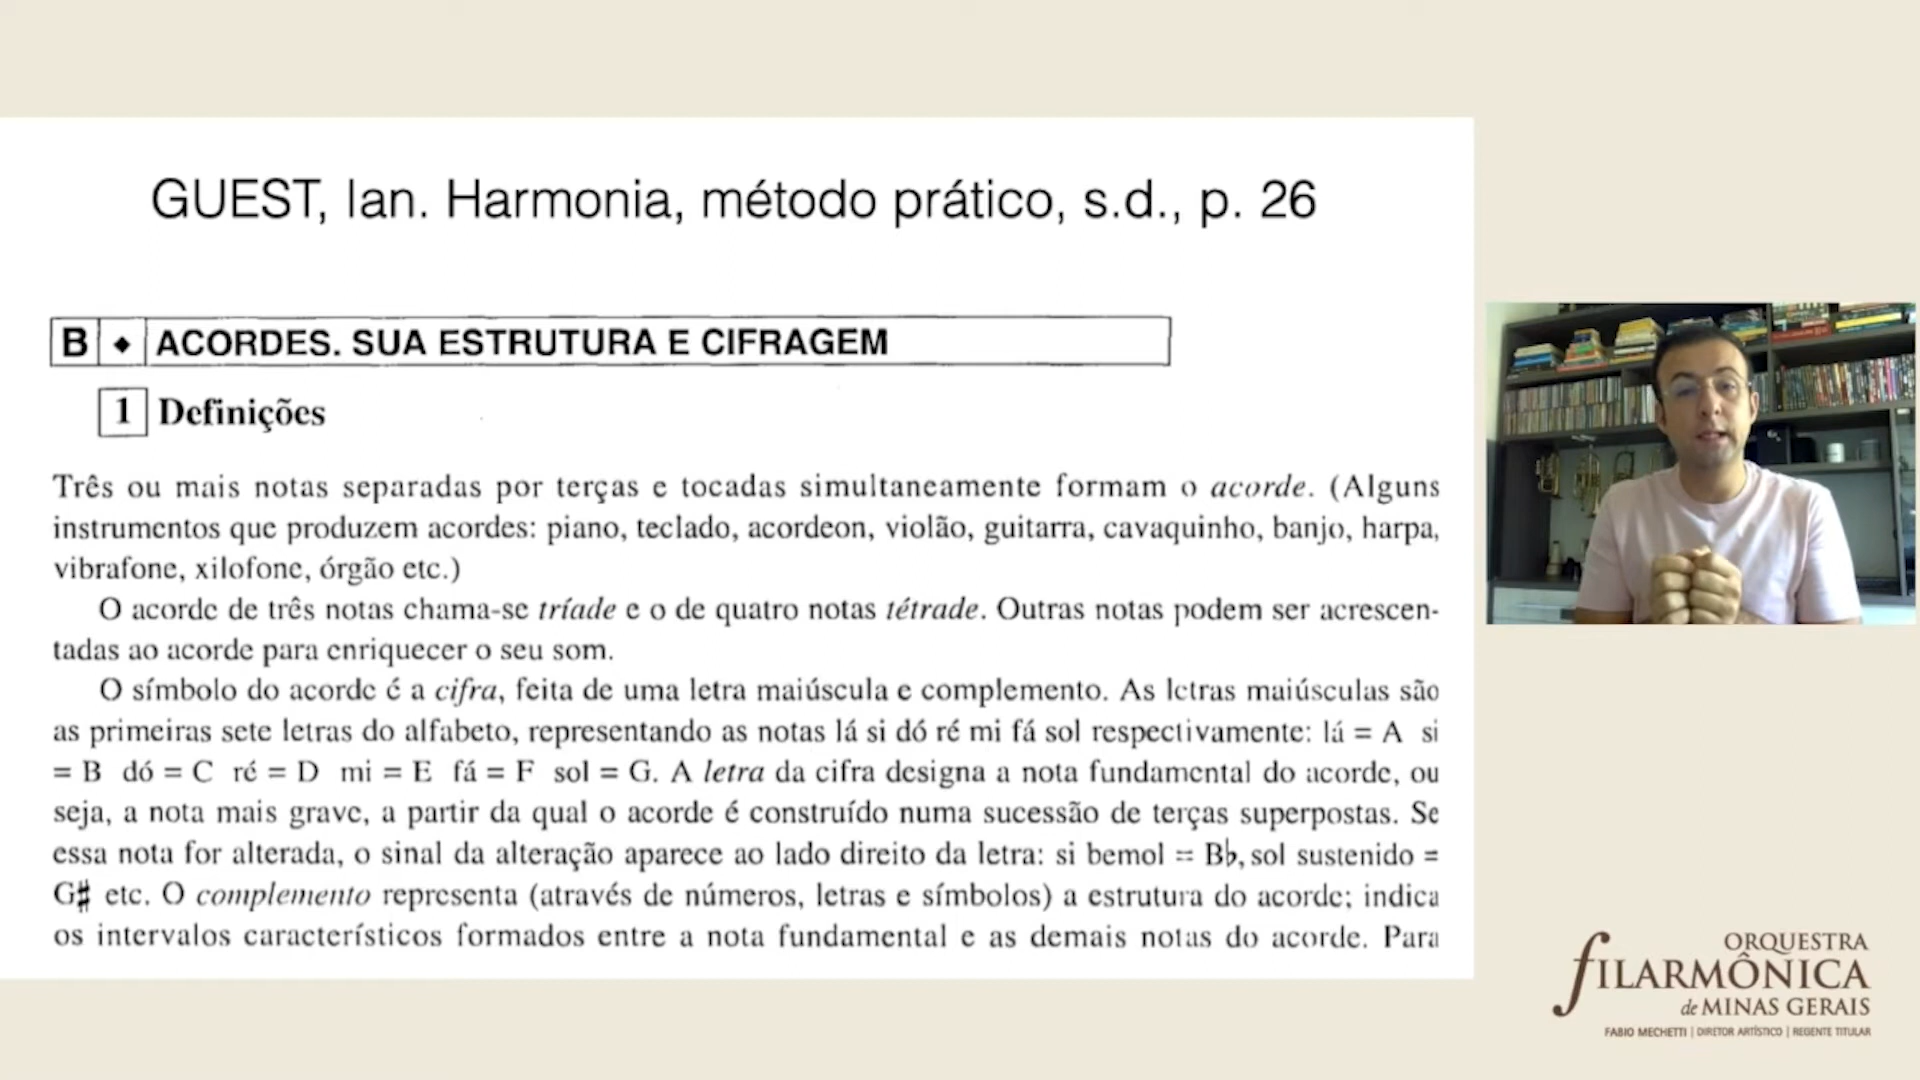 GUEST, Ian. Harmonia, método prático, s.d., p. 26
B ◆ ACORDES. SUA ESTRUTURA E CIFRAGEM
1 Definições
Três ou mais notas separadas por terças e tocadas simultaneamente formam o acorde. (Alguns
instrumentos que produzem acordes: piano, teclado, acordeon, violão, guitarra, cavaquinho, banjo, harpa,
vibrafone, xilofone, órgão etc.)
O acorde de três notas chama-se tríade e o de quatro notas tétrade. Outras notas podem ser acrescen-
tadas ao acorde para enriquecer o seu som.
O símbolo do acorde é a cifra, feita de uma letra maiúscula e complemento. As letras maiúsculas são
as primeiras sete letras do alfabeto, representando as notas lá si dó ré mi fá sol respectivamente: lá = A si
= B dó = C ré = D mi = E fá = F sol = G. A letra da cifra designa a nota fundamental do acorde, ou
seja, a nota mais grave, a partir da qual o acorde é construído numa sucessão de terças superpostas. Se
essa nota for alterada, o sinal da alteração aparece ao lado direito da letra: si bemol = B♭, sol sustenido =
G♯ etc. O complemento representa (através de números, letras e símbolos) a estrutura do acorde; indica
os intervalos característicos formados entre a nota fundamental e as demais notas do acorde. Para
ORQUESTRA
FILARMÔNICA
de MINAS GERAIS
FABIO MECHETTI | DIRETOR ARTÍSTICO | REGENTE TITULAR